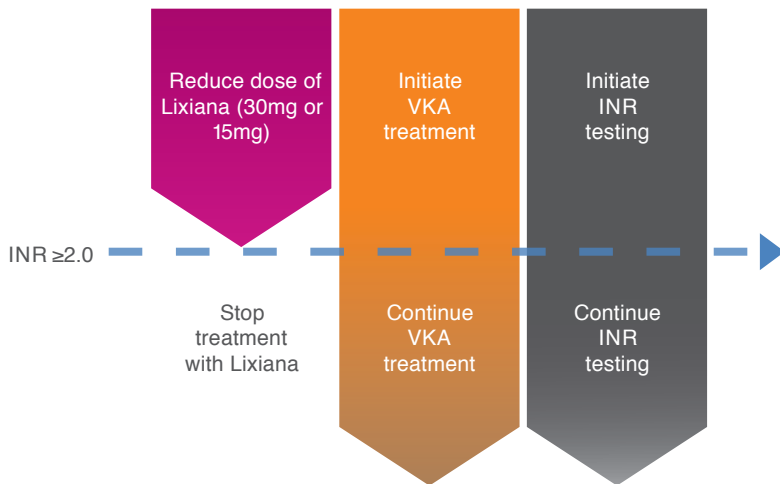 Reduce dose of
Lixiana (30mg or
15mg)
Initiate
VKA
treatment
Initiate
INR
testing
INR ≥2.0
Stop
treatment
with Lixiana
Continue
VKA
treatment
Continue
INR
testing